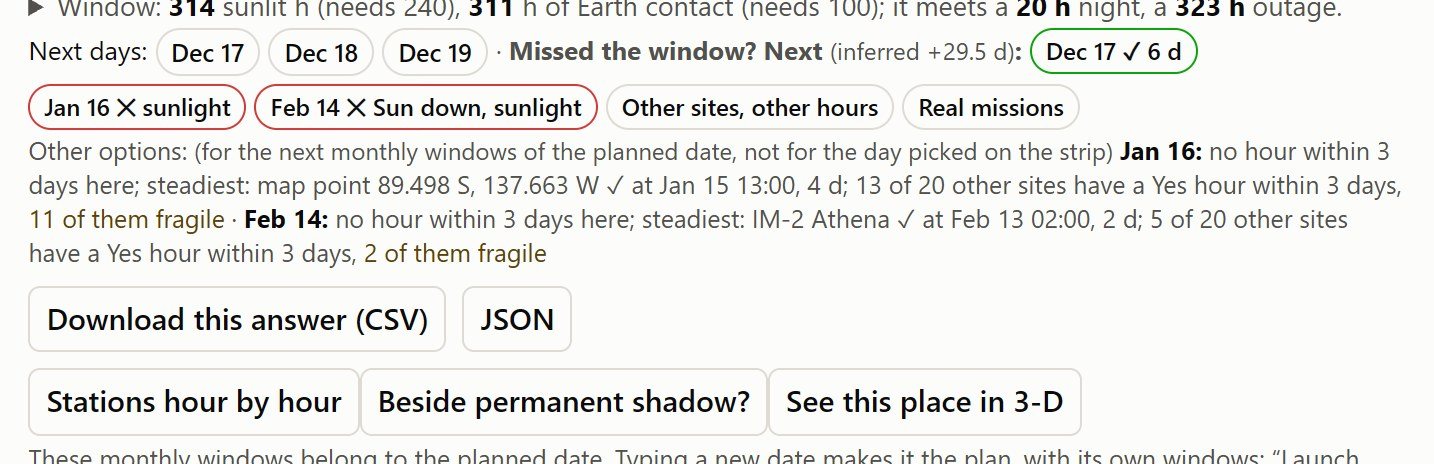 ▶ Window: 314 sunlit h (needs 240), 311 h of Earth contact (needs 100); it meets a 20 h night, a 323 h outage.
Next days: Dec 17 Dec 18 Dec 19 · Missed the window? Next (inferred +29.5 d): Dec 17 ✓ 6 d
Jan 16 ✕ sunlight Feb 14 ✕ Sun down, sunlight Other sites, other hours Real missions
Other options: (for the next monthly windows of the planned date, not for the day picked on the strip) Jan 16: no hour within 3
days here; steadiest: map point 89.498 S, 137.663 W ✓ at Jan 15 13:00, 4 d; 13 of 20 other sites have a Yes hour within 3 days,
11 of them fragile · Feb 14: no hour within 3 days here; steadiest: IM-2 Athena ✓ at Feb 13 02:00, 2 d; 5 of 20 other sites
have a Yes hour within 3 days, 2 of them fragile
Download this answer (CSV) JSON
Stations hour by hour Beside permanent shadow? See this place in 3-D
These monthly windows belong to the planned date. Typing a new date makes it the plan, with its own windows: “Launch